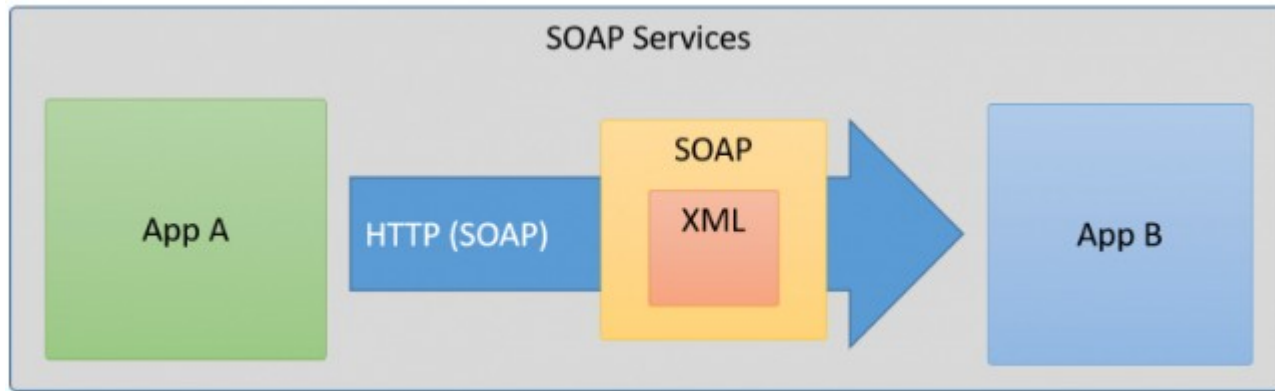 SOAP Services
App A
HTTP (SOAP)
SOAP
XML
App B